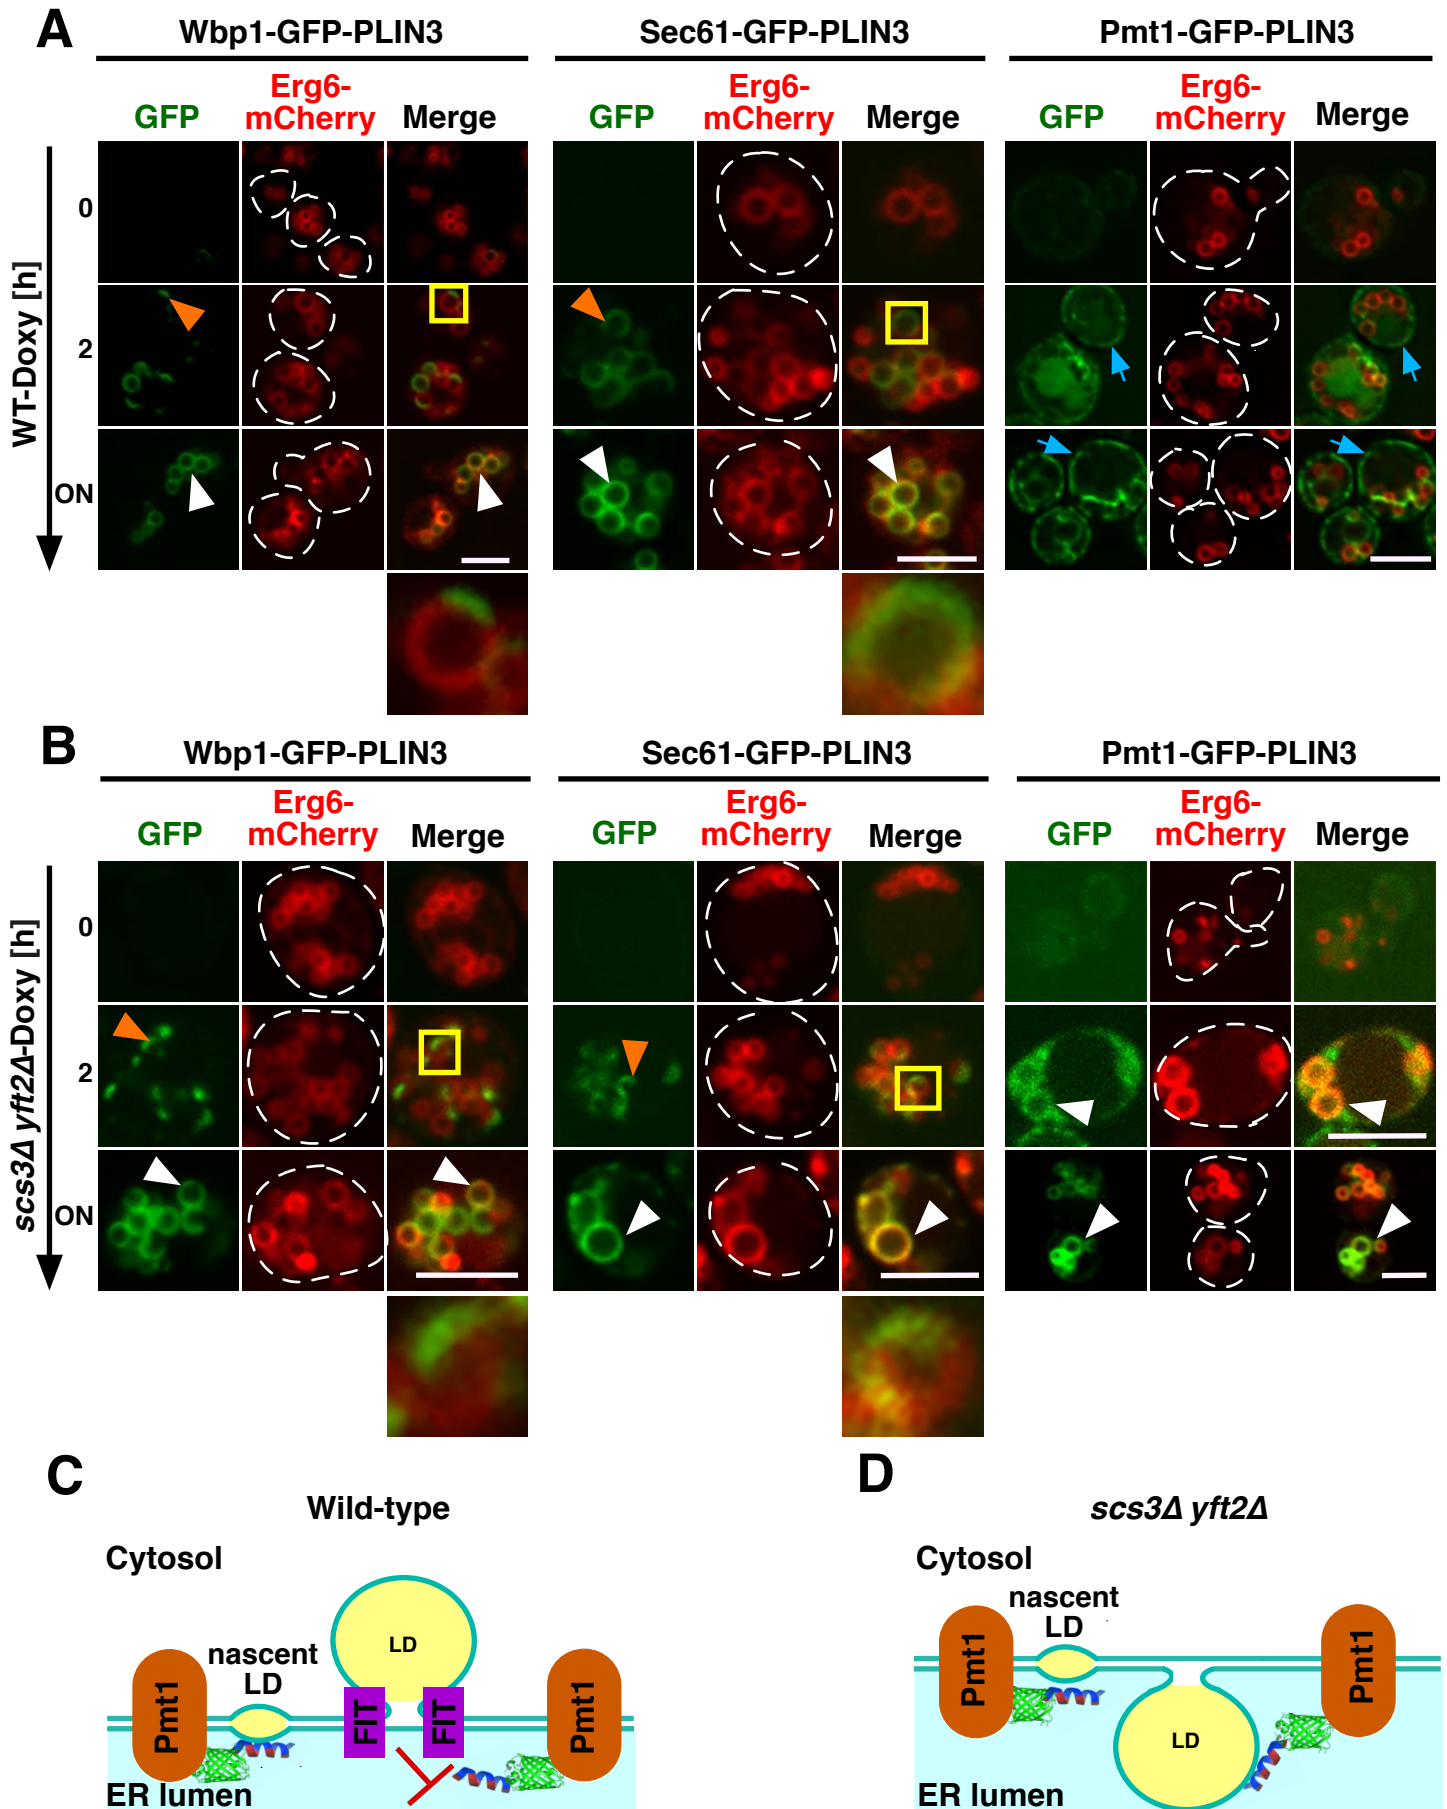 A
Wbp1-GFP-PLIN3
Sec61-GFP-PLIN3
Pmt1-GFP-PLIN3
GFP
Erg6-
mCherry
Merge
GFP
Erg6-
mCherry
Merge
GFP
Erg6-
mCherry
Merge
WT-Doxy [h]
0
2
ON
B
Wbp1-GFP-PLIN3
Sec61-GFP-PLIN3
Pmt1-GFP-PLIN3
GFP
Erg6-
mCherry
Merge
GFP
Erg6-
mCherry
Merge
GFP
Erg6-
mCherry
Merge
scs3Δ yft2Δ-Doxy [h]
0
2
ON
C
Wild-type
Cytosol
nascent
LD
LD
Pmt1
FIT
FIT
Pmt1
ER lumen
D
scs3Δ yft2Δ
Cytosol
nascent
LD
Pmt1
Pmt1
LD
ER lumen